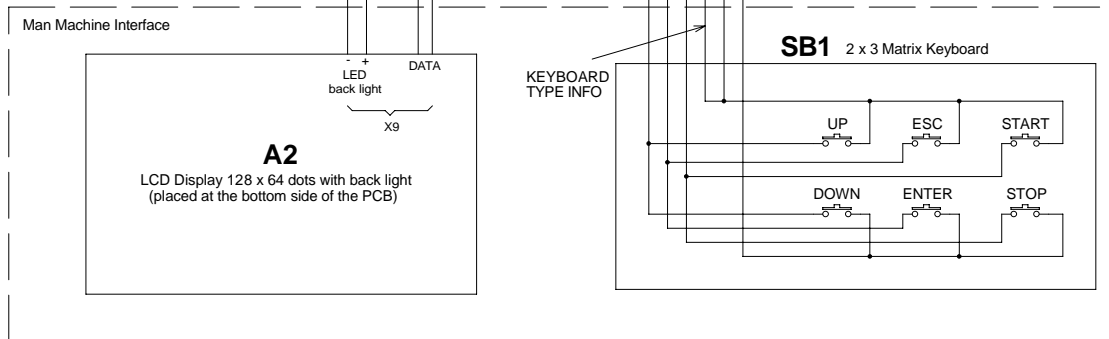 Man Machine Interface
- +
LED
back light
DATA
X9
A2
LCD Display 128 x 64 dots with back light
(placed at the bottom side of the PCB)
KEYBOARD
TYPE INFO
SB1 2 x 3 Matrix Keyboard
UP ESC START
DOWN ENTER STOP